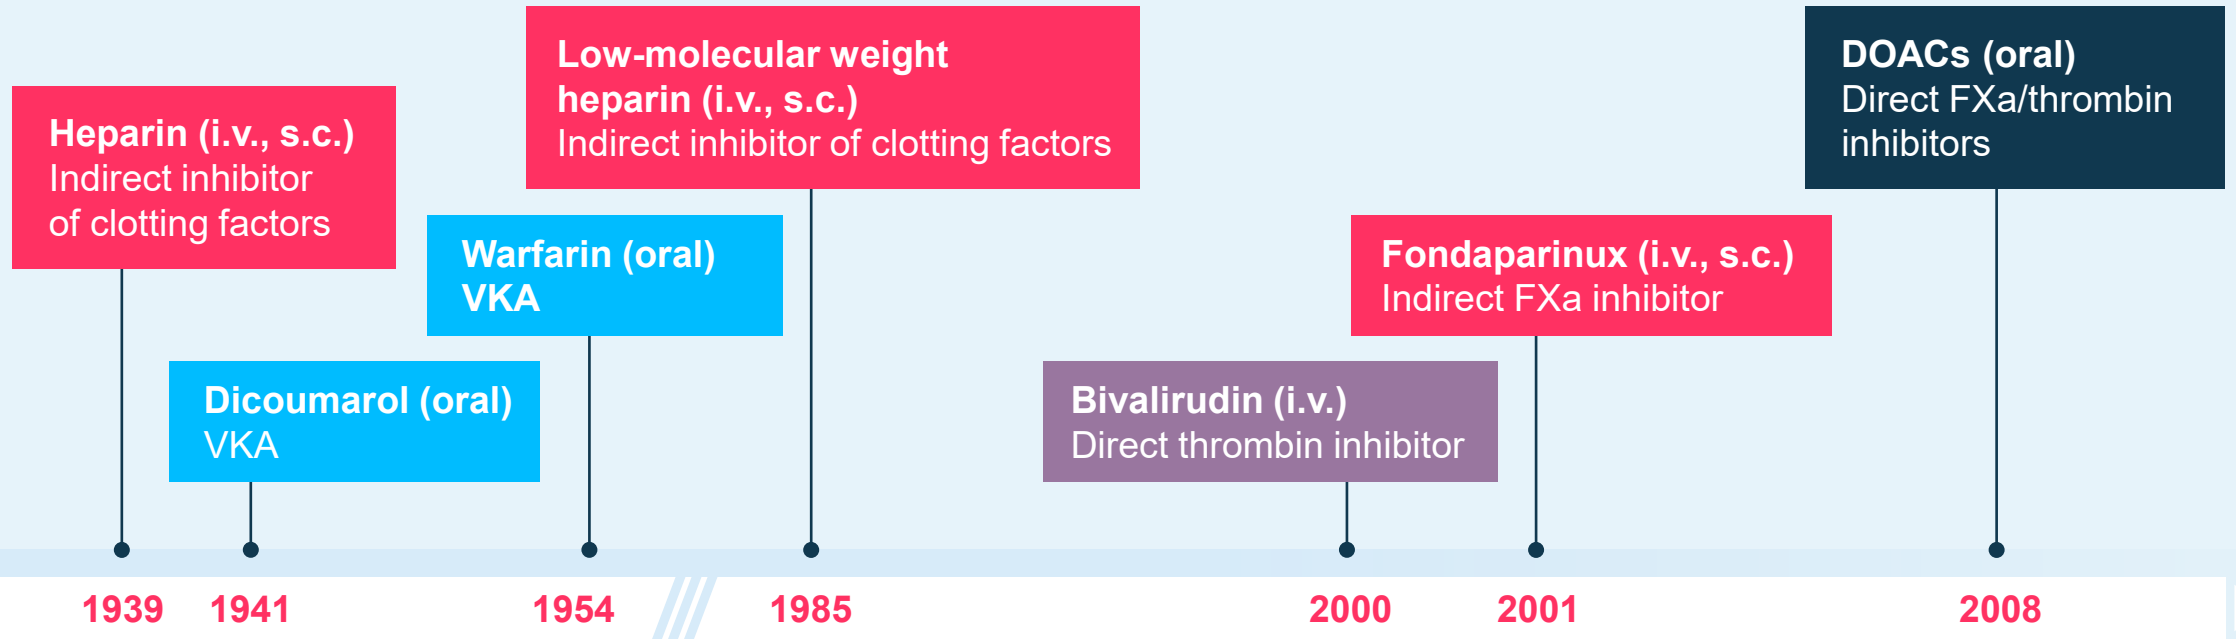 Heparin (i.v., s.c.)
Indirect inhibitor
of clotting factors
Dicoumarol (oral)
VKA
Warfarin (oral)
VKA
Low-molecular weight
heparin (i.v., s.c.)
Indirect inhibitor of clotting factors
Bivalirudin (i.v.)
Direct thrombin inhibitor
Fondaparinux (i.v., s.c.)
Indirect FXa inhibitor
DOACs (oral)
Direct FXa/thrombin
inhibitors
1939
1941
1954
1985
2000
2001
2008